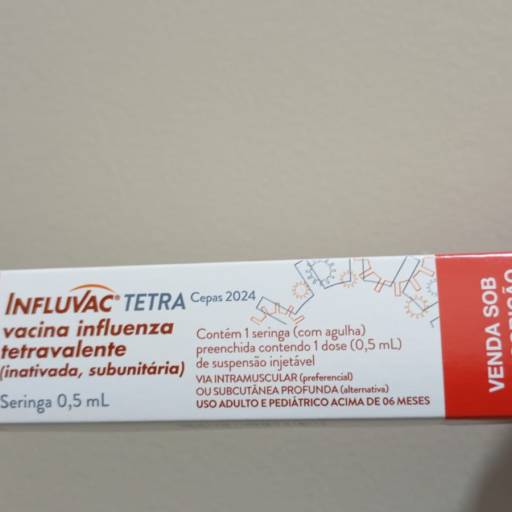 INFLUVAC® TETRA Cepas 2024
vacina influenza
tetravalente
(inativada, subunitária)
Seringa 0,5 mL
Contém 1 seringa (com agulha)
preenchida contendo 1 dose (0,5 mL)
de suspensão injetável
VIA INTRAMUSCULAR (preferencial)
OU SUBCUTÂNEA PROFUNDA (alternativa)
USO ADULTO E PEDIÁTRICO ACIMA DE 06 MESES
VENDA SOB